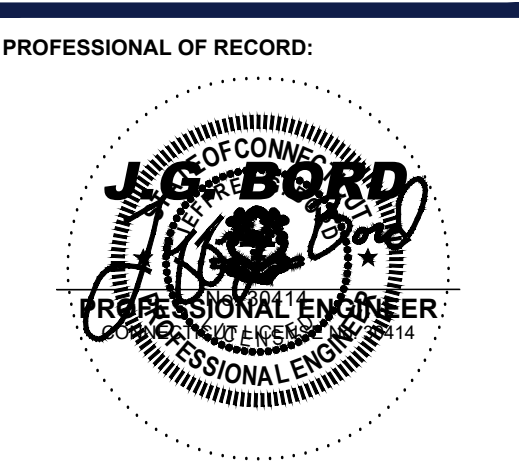 PROFESSIONAL OF RECORD:
STATE OF CONNECTICUT
J.G. BORD
No. 30414
PROFESSIONAL ENGINEER
CONNECTICUT LICENSE NO. 30414
LICENSED
PROFESSIONAL ENGINEER